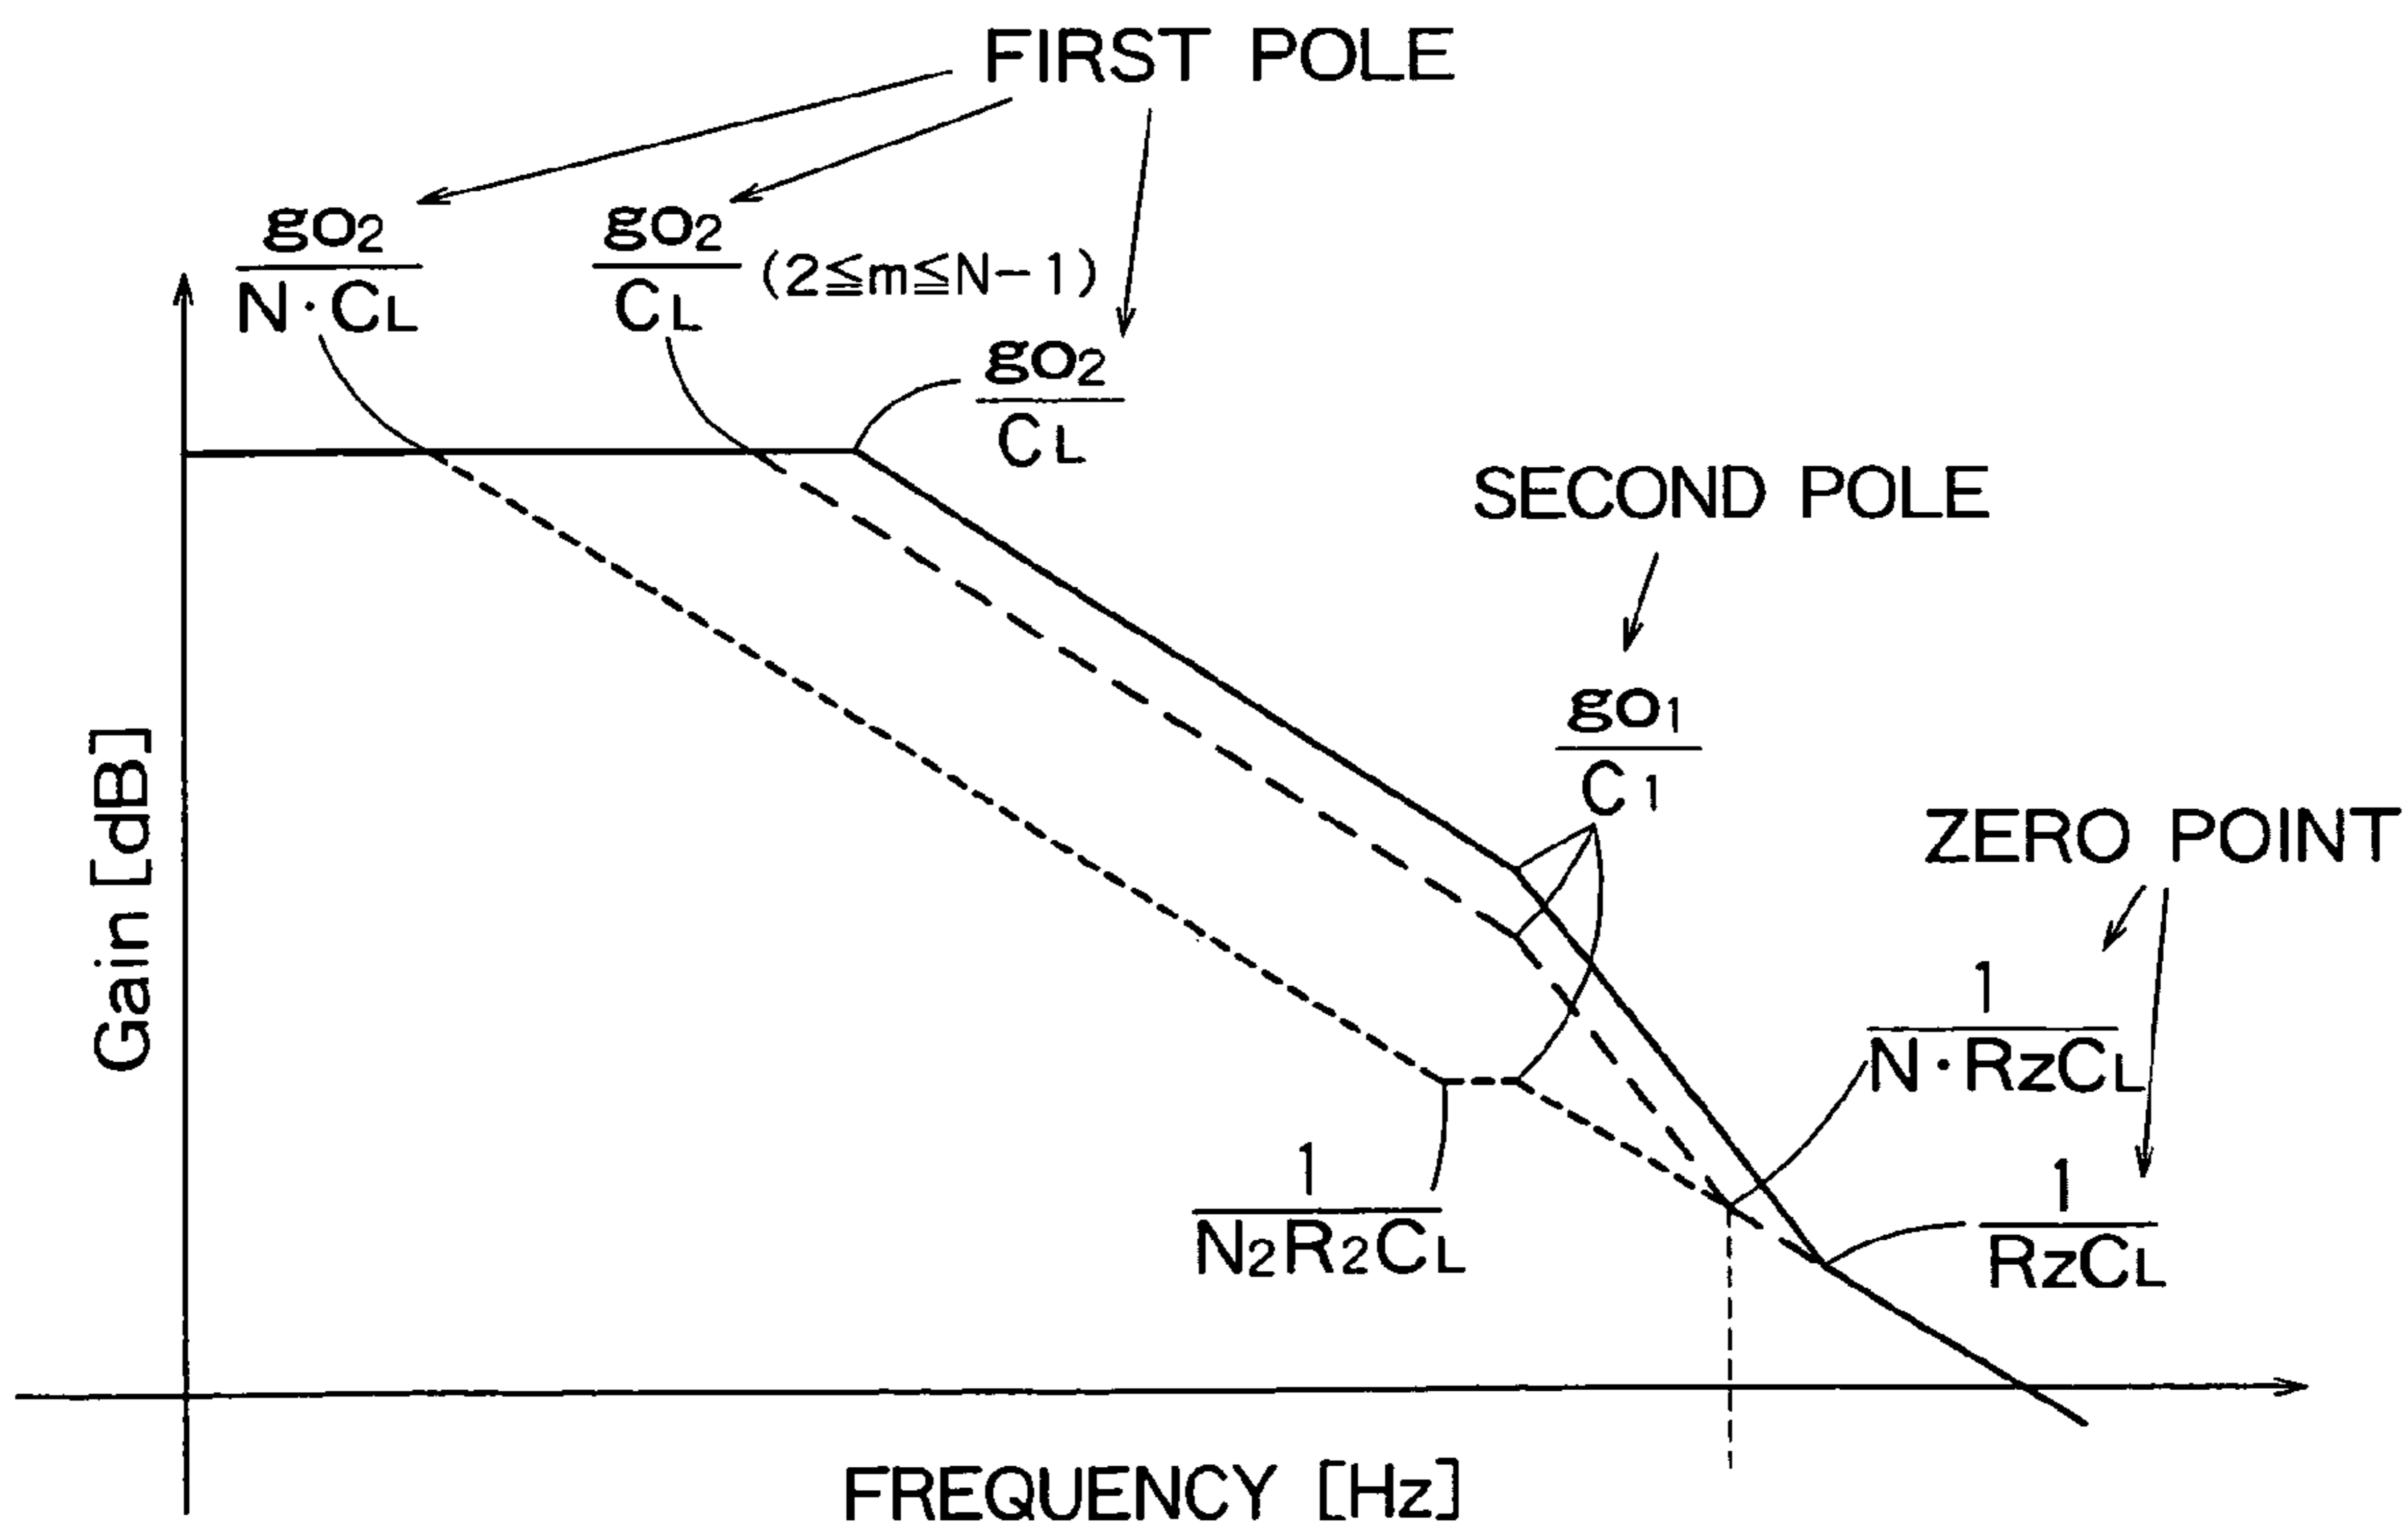 FIRST POLE
go2
N·CL
go2
CL
(2≦m≦N-1)
go2
CL
SECOND POLE
go1
C1
ZERO POINT
1
N·RzCL
1
RzCL
1
N2R2CL
Gain [dB]
FREQUENCY [Hz]